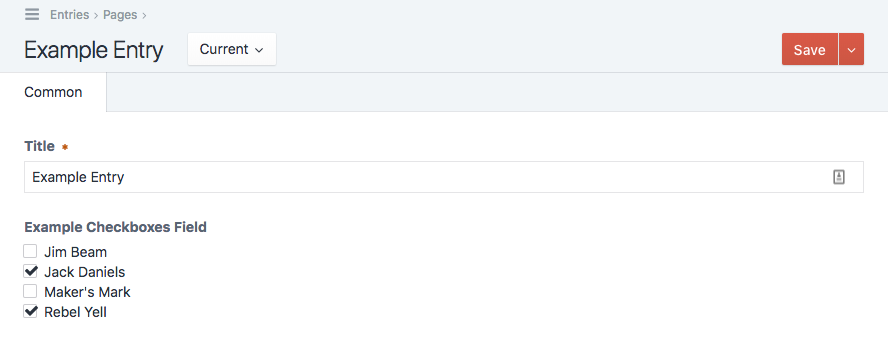 Entries › Pages ›
Example Entry Current Save
Common
Title *
Example Entry
Example Checkboxes Field
Jim Beam
Jack Daniels
Maker's Mark
Rebel Yell